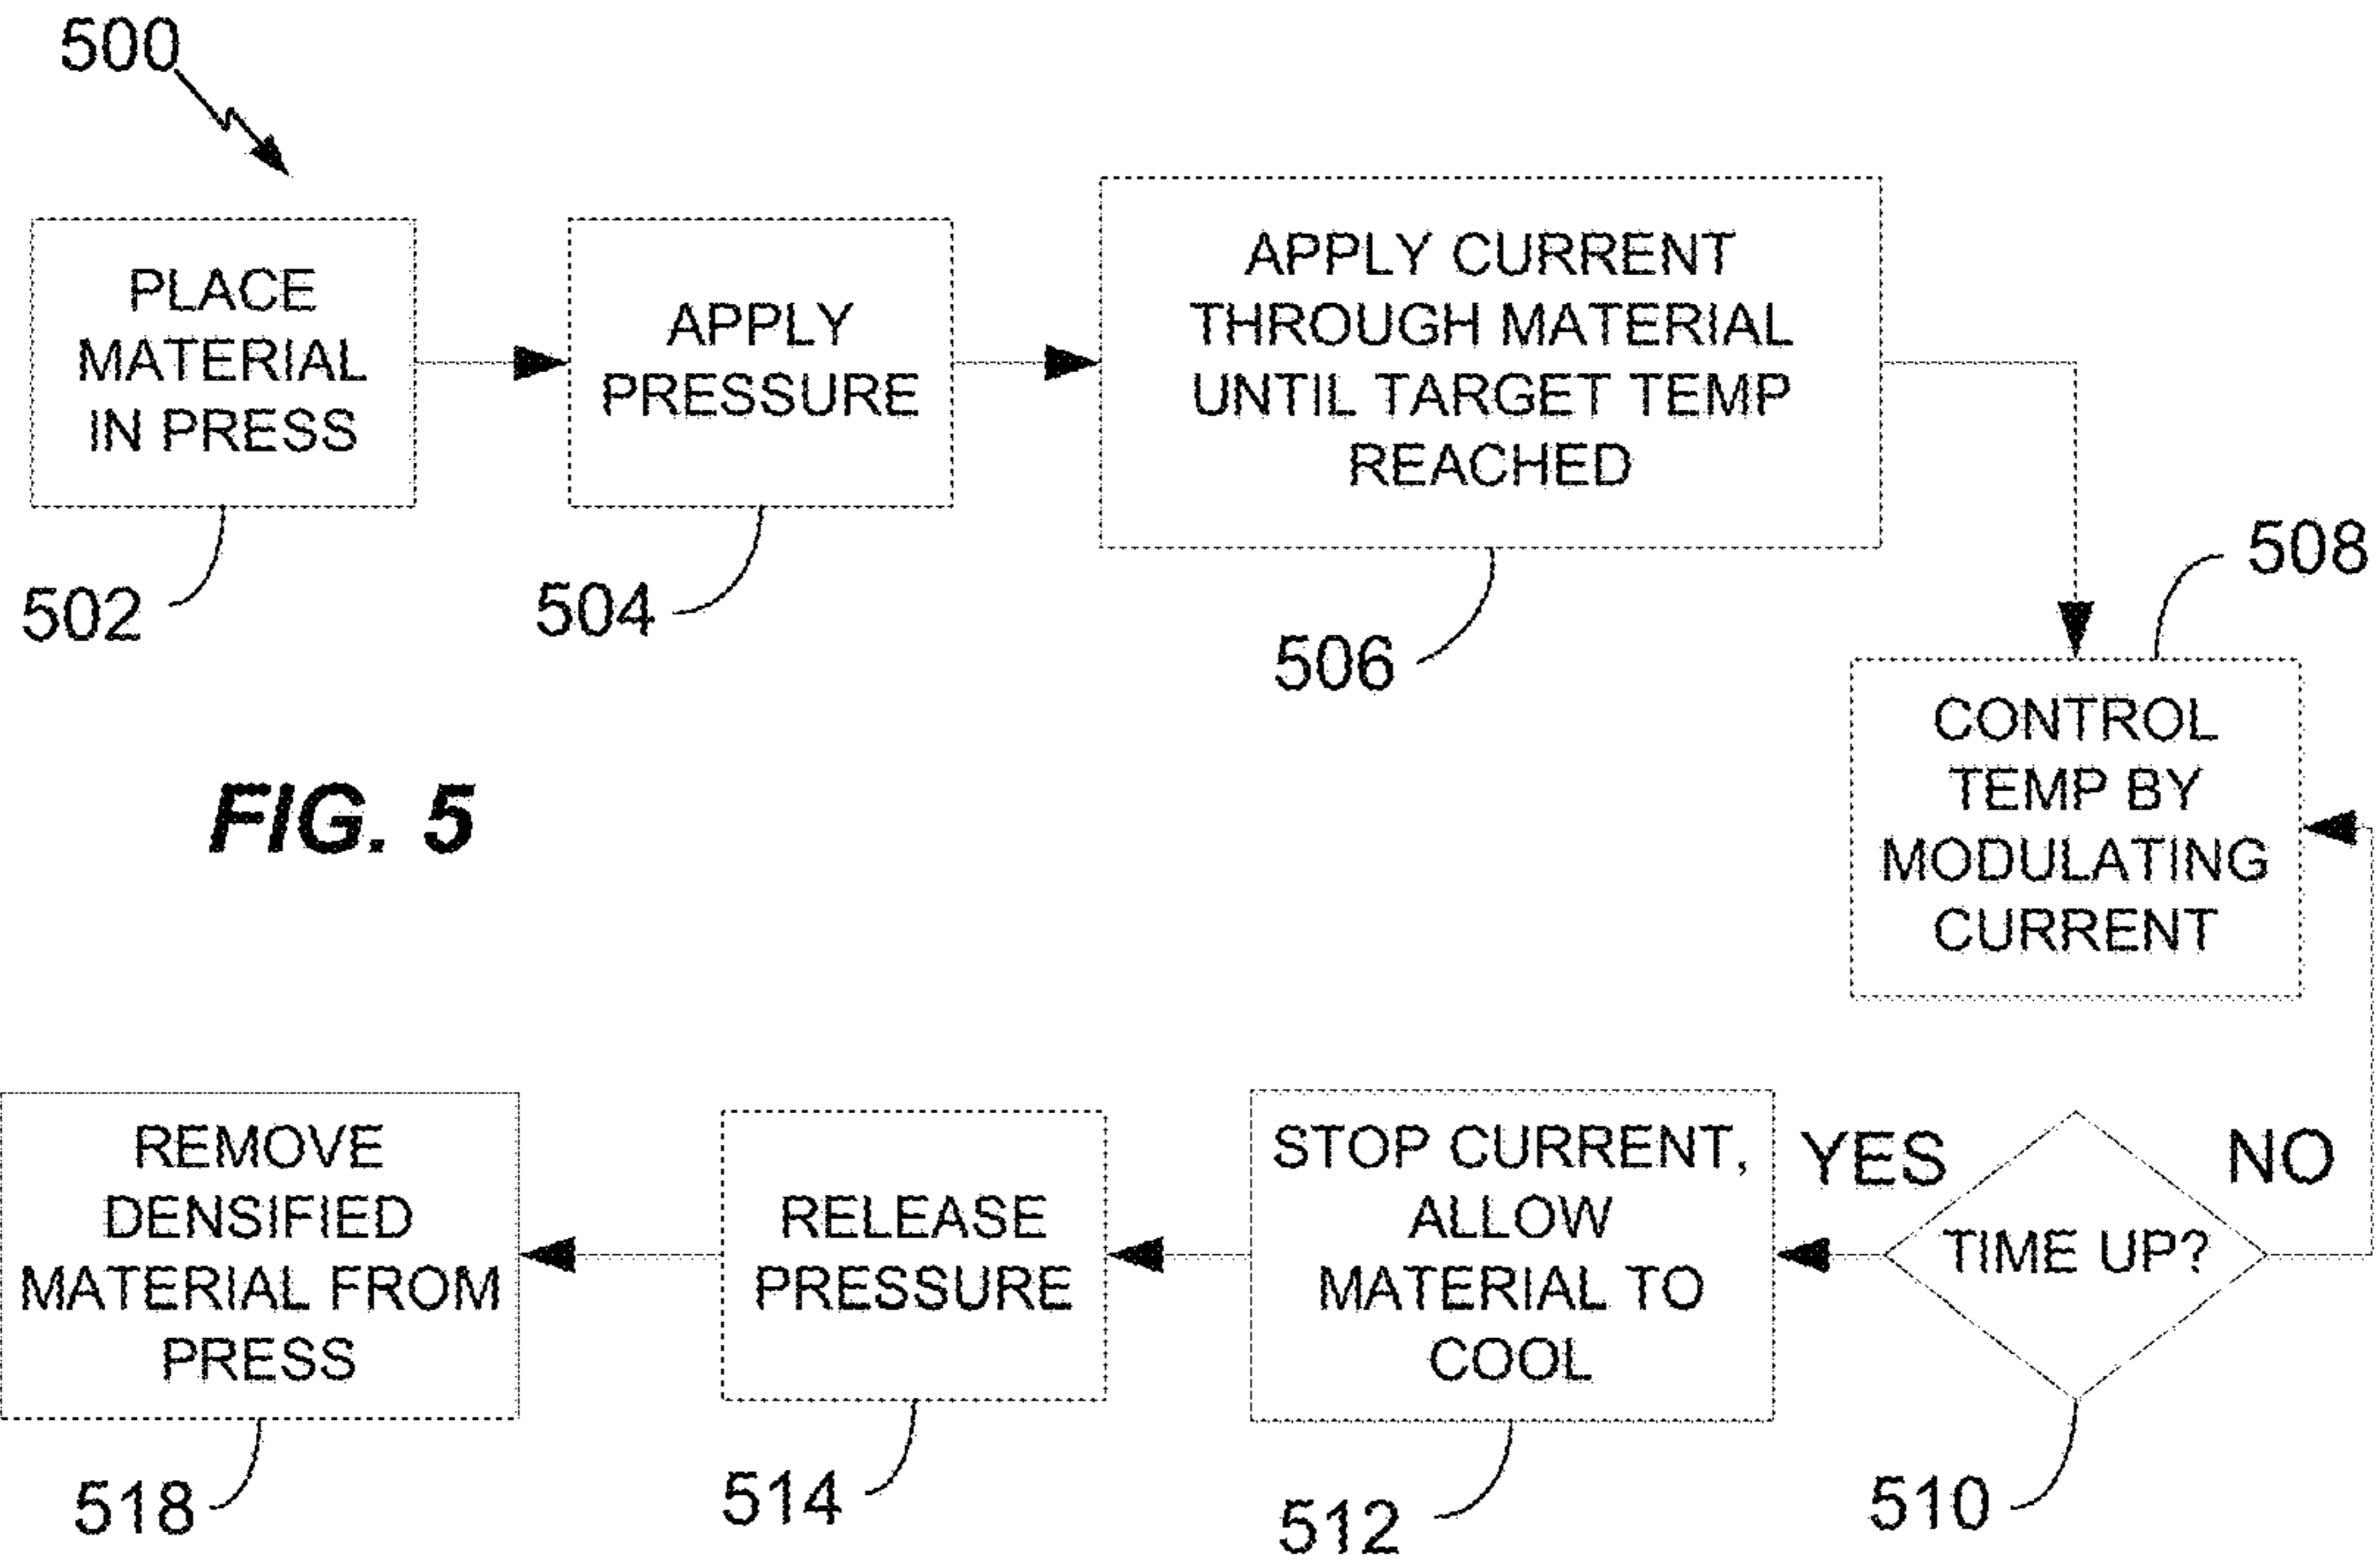 500
PLACE
MATERIAL
IN PRESS
502
APPLY
PRESSURE
504
APPLY CURRENT
THROUGH MATERIAL
UNTIL TARGET TEMP
REACHED
506
508
CONTROL
TEMP BY
MODULATING
CURRENT
FIG. 5
NO
TIME UP?
510
YES
STOP CURRENT,
ALLOW
MATERIAL TO
COOL
512
RELEASE
PRESSURE
514
REMOVE
DENSIFIED
MATERIAL FROM
PRESS
518